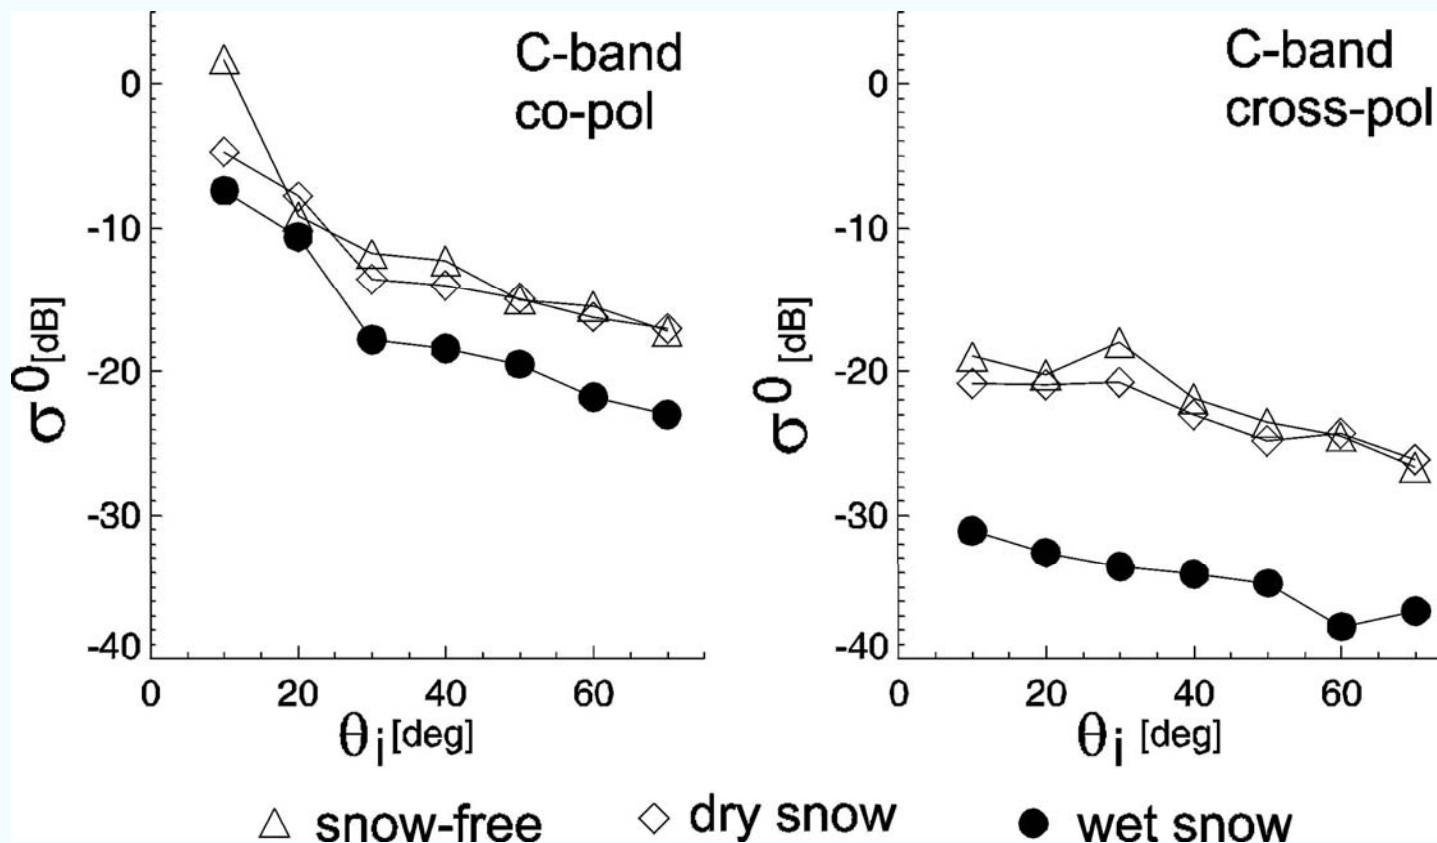 C-band
co-pol
0
-10
-20
-30
-40
σ⁰ [dB]
0 20 40 60
θi [deg]
C-band
cross-pol
0
-10
-20
-30
-40
σ⁰ [dB]
0 20 40 60
θi [deg]
snow-free dry snow wet snow